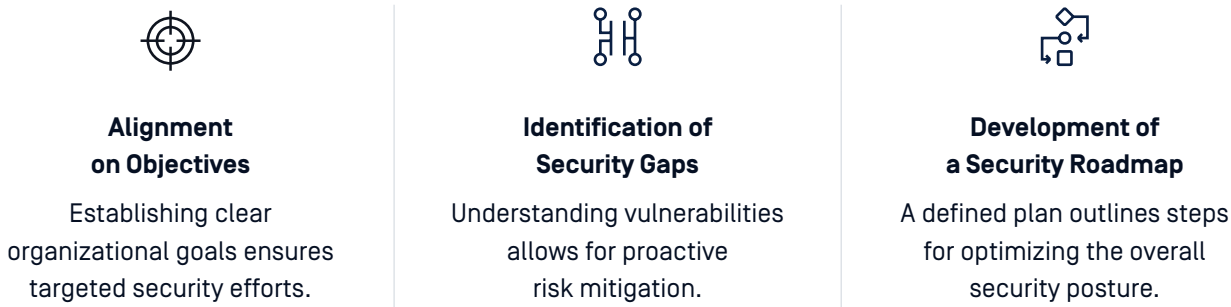 Alignment
on Objectives
Establishing clear
organizational goals ensures
targeted security efforts.
Identification of
Security Gaps
Understanding vulnerabilities
allows for proactive
risk mitigation.
Development of
a Security Roadmap
A defined plan outlines steps
for optimizing the overall
security posture.